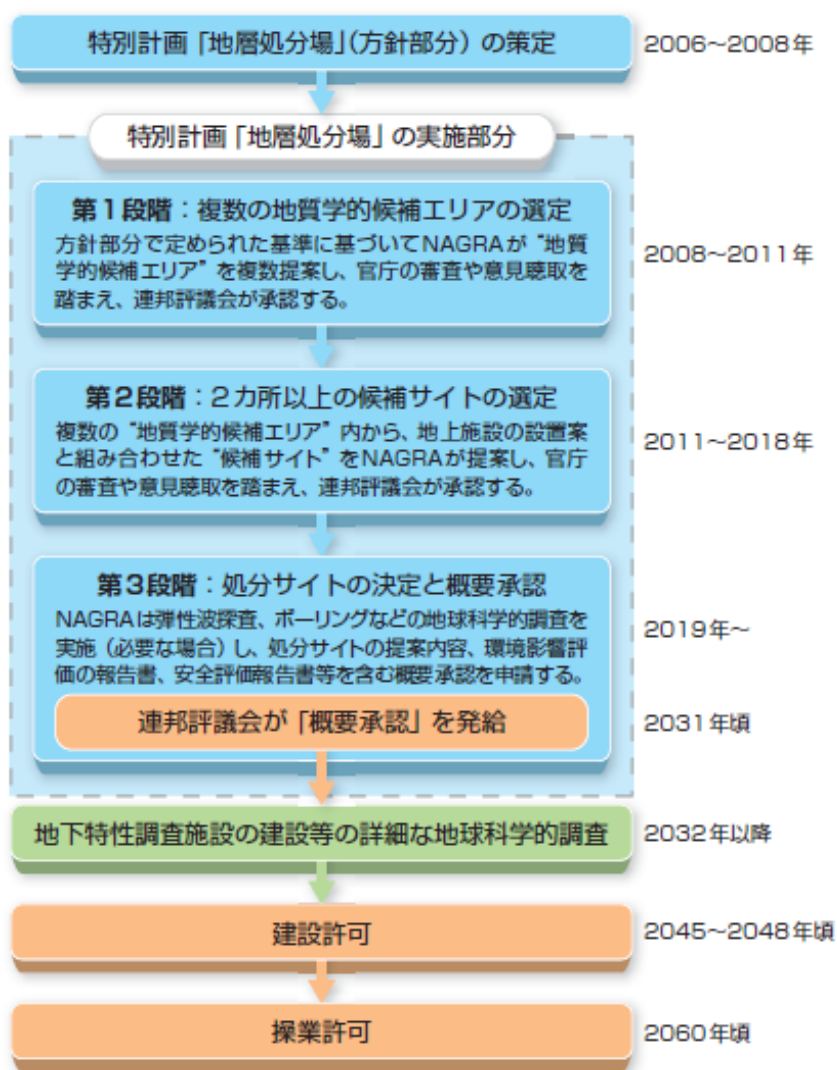 特別計画「地層処分場」（方針部分）の策定
2006～2008年
特別計画「地層処分場」の実施部分
第1段階：複数の地質学的候補エリアの選定
方針部分で定められた基準に基づいてNAGRAが“地質
学的候補エリア”を複数提案し、官庁の審査や意見聴取を
踏まえ、連邦評議会が承認する。
2008～2011年
第2段階：2カ所以上の候補サイトの選定
複数の“地質学的候補エリア”内から、地上施設の設置案
と組み合わせた“候補サイト”をNAGRAが提案し、官庁
の審査や意見聴取を踏まえ、連邦評議会が承認する。
2011～2018年
第3段階：処分サイトの決定と概要承認
NAGRAは弾性波探査、ボーリングなどの地球科学的調査を
実施（必要な場合）し、処分サイトの提案内容、環境影響評
価の報告書、安全評価報告書等を含む概要承認を申請する。
2019年～
連邦評議会が「概要承認」を発給
2031年頃
地下特性調査施設の建設等の詳細な地球科学的調査
2032年以降
建設許可
2045～2048年頃
操業許可
2060年頃